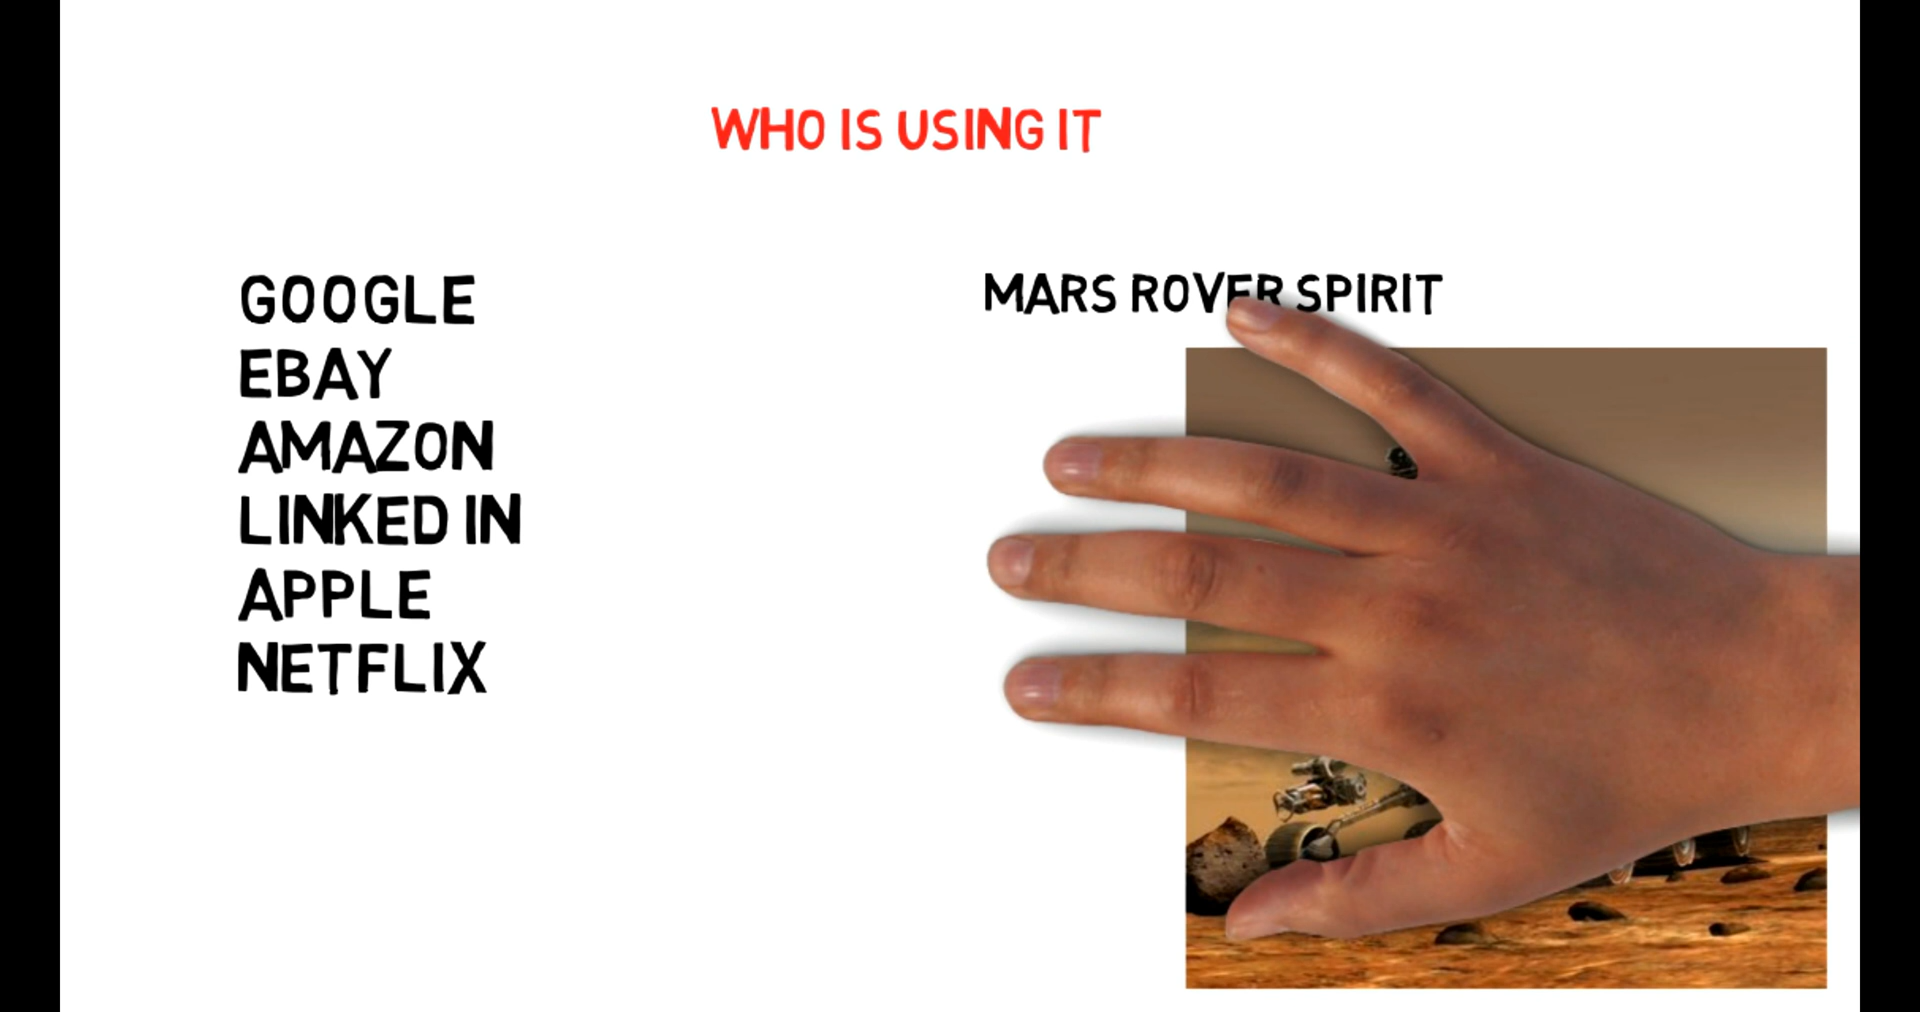 WHO IS USING IT
GOOGLE
EBAY
AMAZON
LINKED IN
APPLE
NETFLIX
MARS ROVER SPIRIT